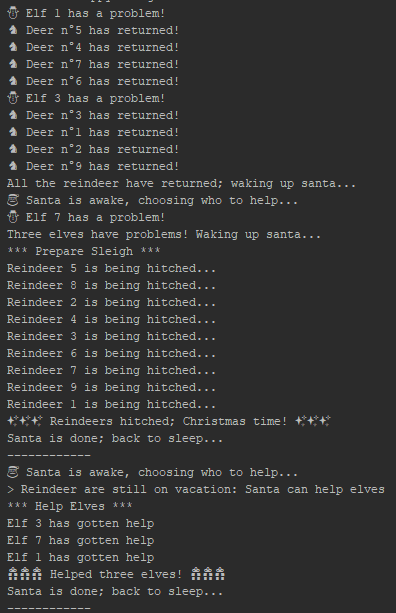 ☃ Elf 1 has a problem!
♞ Deer n°5 has returned!
♞ Deer n°4 has returned!
♞ Deer n°7 has returned!
♞ Deer n°6 has returned!
☃ Elf 3 has a problem!
♞ Deer n°3 has returned!
♞ Deer n°1 has returned!
♞ Deer n°2 has returned!
♞ Deer n°9 has returned!
All the reindeer have returned; waking up santa...
🎅 Santa is awake, choosing who to help...
☃ Elf 7 has a problem!
Three elves have problems! Waking up santa...
*** Prepare Sleigh ***
Reindeer 5 is being hitched...
Reindeer 8 is being hitched...
Reindeer 2 is being hitched...
Reindeer 4 is being hitched...
Reindeer 3 is being hitched...
Reindeer 6 is being hitched...
Reindeer 7 is being hitched...
Reindeer 9 is being hitched...
Reindeer 1 is being hitched...
✨✨✨ Reindeers hitched; Christmas time! ✨✨✨
Santa is done; back to sleep...
------------
🎅 Santa is awake, choosing who to help...
> Reindeer are still on vacation: Santa can help elves
*** Help Elves ***
Elf 3 has gotten help
Elf 7 has gotten help
Elf 1 has gotten help
Helped three elves!
Santa is done; back to sleep...
------------